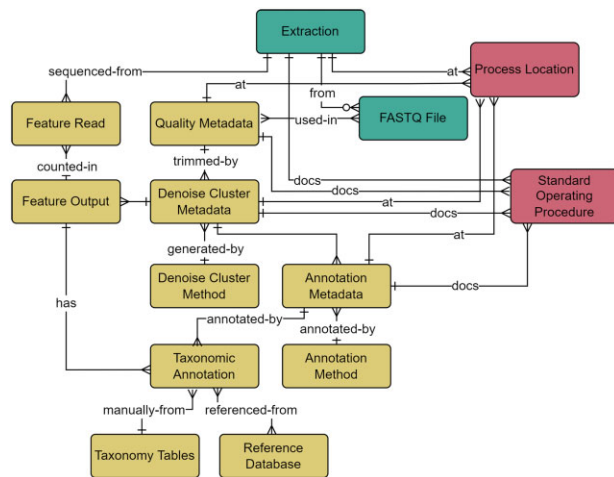 Extraction
sequenced-from
at
at
Process Location
from
Feature Read
Quality Metadata
used-in
FASTQ File
counted-in
trimmed-by
docs
docs
Feature Output
Denoise Cluster
Metadata
at
docs
Standard
Operating
Procedure
generated-by
at
Denoise Cluster
Method
Annotation
Metadata
docs
has
annotated-by
annotated-by
Taxonomic
Annotation
Annotation
Method
manually-from
referenced-from
Taxonomy Tables
Reference
Database